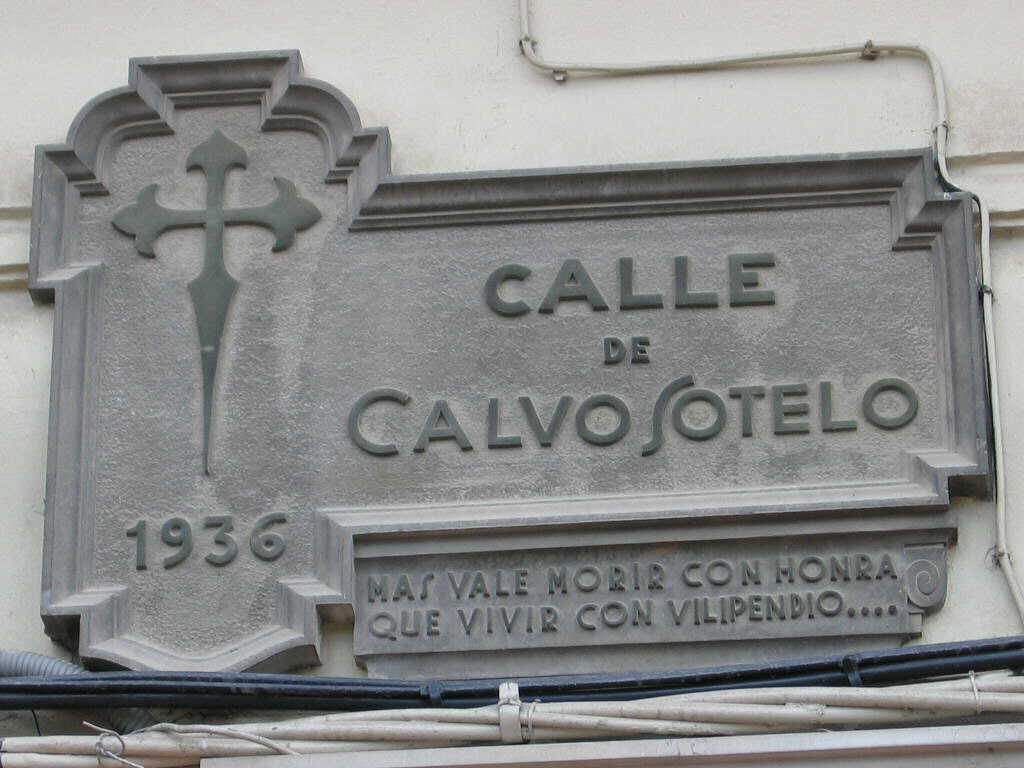 CALLE
DE
CALVO SOTELO
1936
MAS VALE MORIR CON HONRA
QUE VIVIR CON VILIPENDIO....